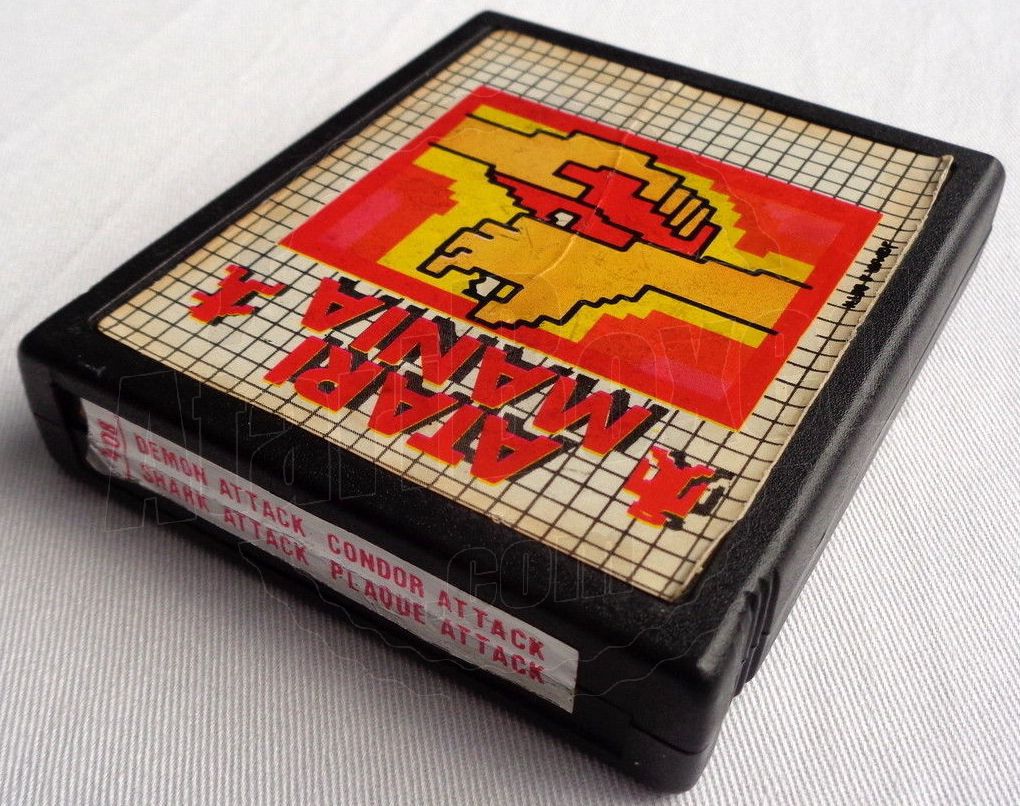 ATARI
MANIA
DEMON ATTACK CONDOR ATTACK
SHARK ATTACK PLAQUE ATTACK